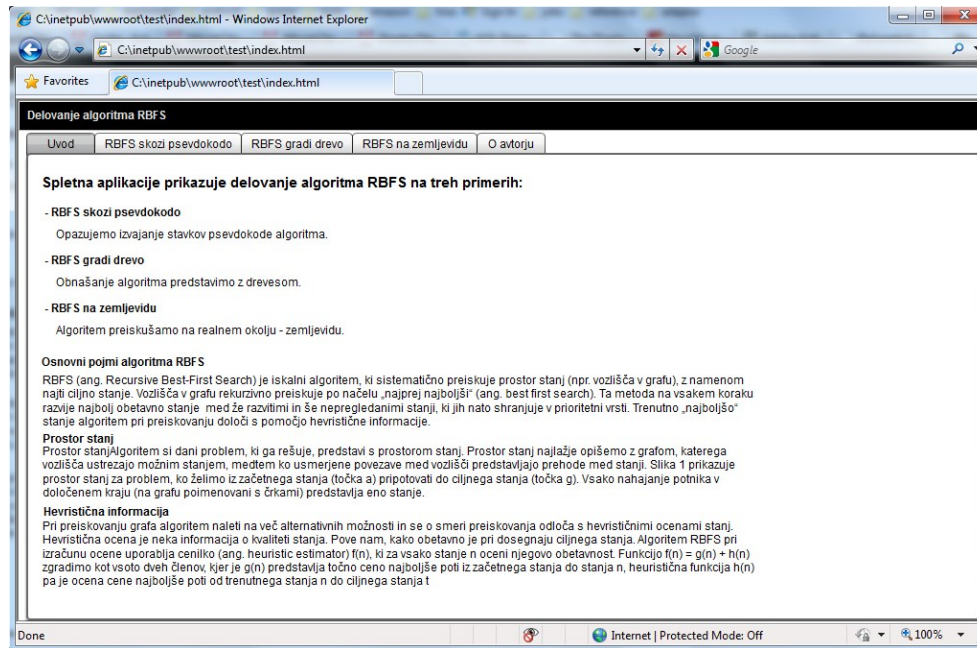 C:\inetpub\wwwroot\test\index.html - Windows Internet Explorer
C:\inetpub\wwwroot\test\index.html
Google
Favorites
C:\inetpub\wwwroot\test\index.html
Delovanje algoritma RBFS
Uvod
RBFS skozi psevdokodo
RBFS gradi drevo
RBFS na zemljevidu
O avtorju
Spletna aplikacije prikazuje delovanje algoritma RBFS na treh primerih:
- RBFS skozi psevdokodo
Opazujemo izvajanje stavkov psevdokode algoritma.
- RBFS gradi drevo
Obnašanje algoritma predstavimo z drevesom.
- RBFS na zemljevidu
Algoritem preiskušamo na realnem okolju - zemljevidu.
Osnovni pojmi algoritma RBFS
RBFS (ang. Recursive Best-First Search) je iskalni algoritem, ki sistematično preiskuje prostor stanj (npr. vozlišča v grafu), z namenom
najti ciljno stanje. Vozlišča v grafu rekurzivno preiskuje po načelu „najprej najboljši“ (ang. best first search). Ta metoda na vsakem koraku
razvije najbolj obetavno stanje med že razvitimi in še nepregledanimi stanji, ki jih nato shranjuje v prioritetni vrsti. Trenutno „najboljšo“
stanje algoritem pri preiskovanju določi s pomočjo hevristične informacije.
Prostor stanj
Prostor stanjAlgoritem si dani problem, ki ga rešuje, predstavi s prostorom stanj. Prostor stanj najlažje opišemo z grafom, katerega
vozlišča ustrezajo možnim stanjem, medtem ko usmerjene povezave med vozlišči predstavljajo prehode med stanji. Slika 1 prikazuje
prostor stanj za problem, ko želimo iz začetnega stanja (točka a) pripotovati do ciljnega stanja (točka g). Vsako nahajanje potnika v
določenem kraju (na grafu poimenovani s črkami) predstavlja eno stanje.
Hevristična informacija
Pri preiskovanju grafa algoritem naleti na več alternativnih možnosti in se o smeri preiskovanja odloča s hevrističnimi ocenami stanj.
Hevristična ocena je neka informacija o kvaliteti stanja. Pove nam, kako obetavno je pri dosegnaju ciljnega stanja. Algoritem RBFS pri
izračunu ocene uporablja cenilko (ang. heuristic estimator) f(n), ki za vsako stanje n oceni njegovo obetavnost. Funkcijo f(n) = g(n) + h(n)
zgradimo kot vsoto dveh členov, kjer je g(n) predstavlja točno ceno najboljše poti iz začetnega stanja do stanja n, heuristična funkcija h(n)
pa je ocena cene najboljše poti od trenutnega stanja n do ciljnega stanja t
Done
Internet | Protected Mode: Off
100%